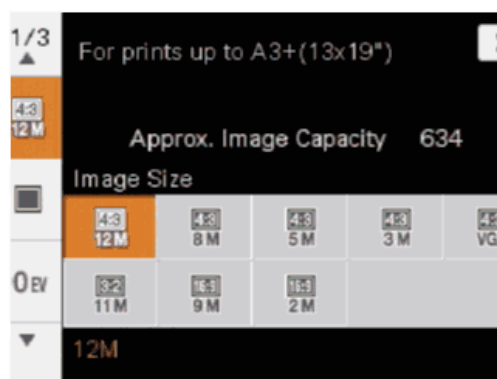 1/3
For prints up to A3+(13x19")
4:3
12M
Approx. Image Capacity 634
Image Size
4:3 4:3 4:3 4:3 4:3
12M 8M 5M 3M VG
0EV
3:2 16:9 16:9
11M 9M 2M
12M